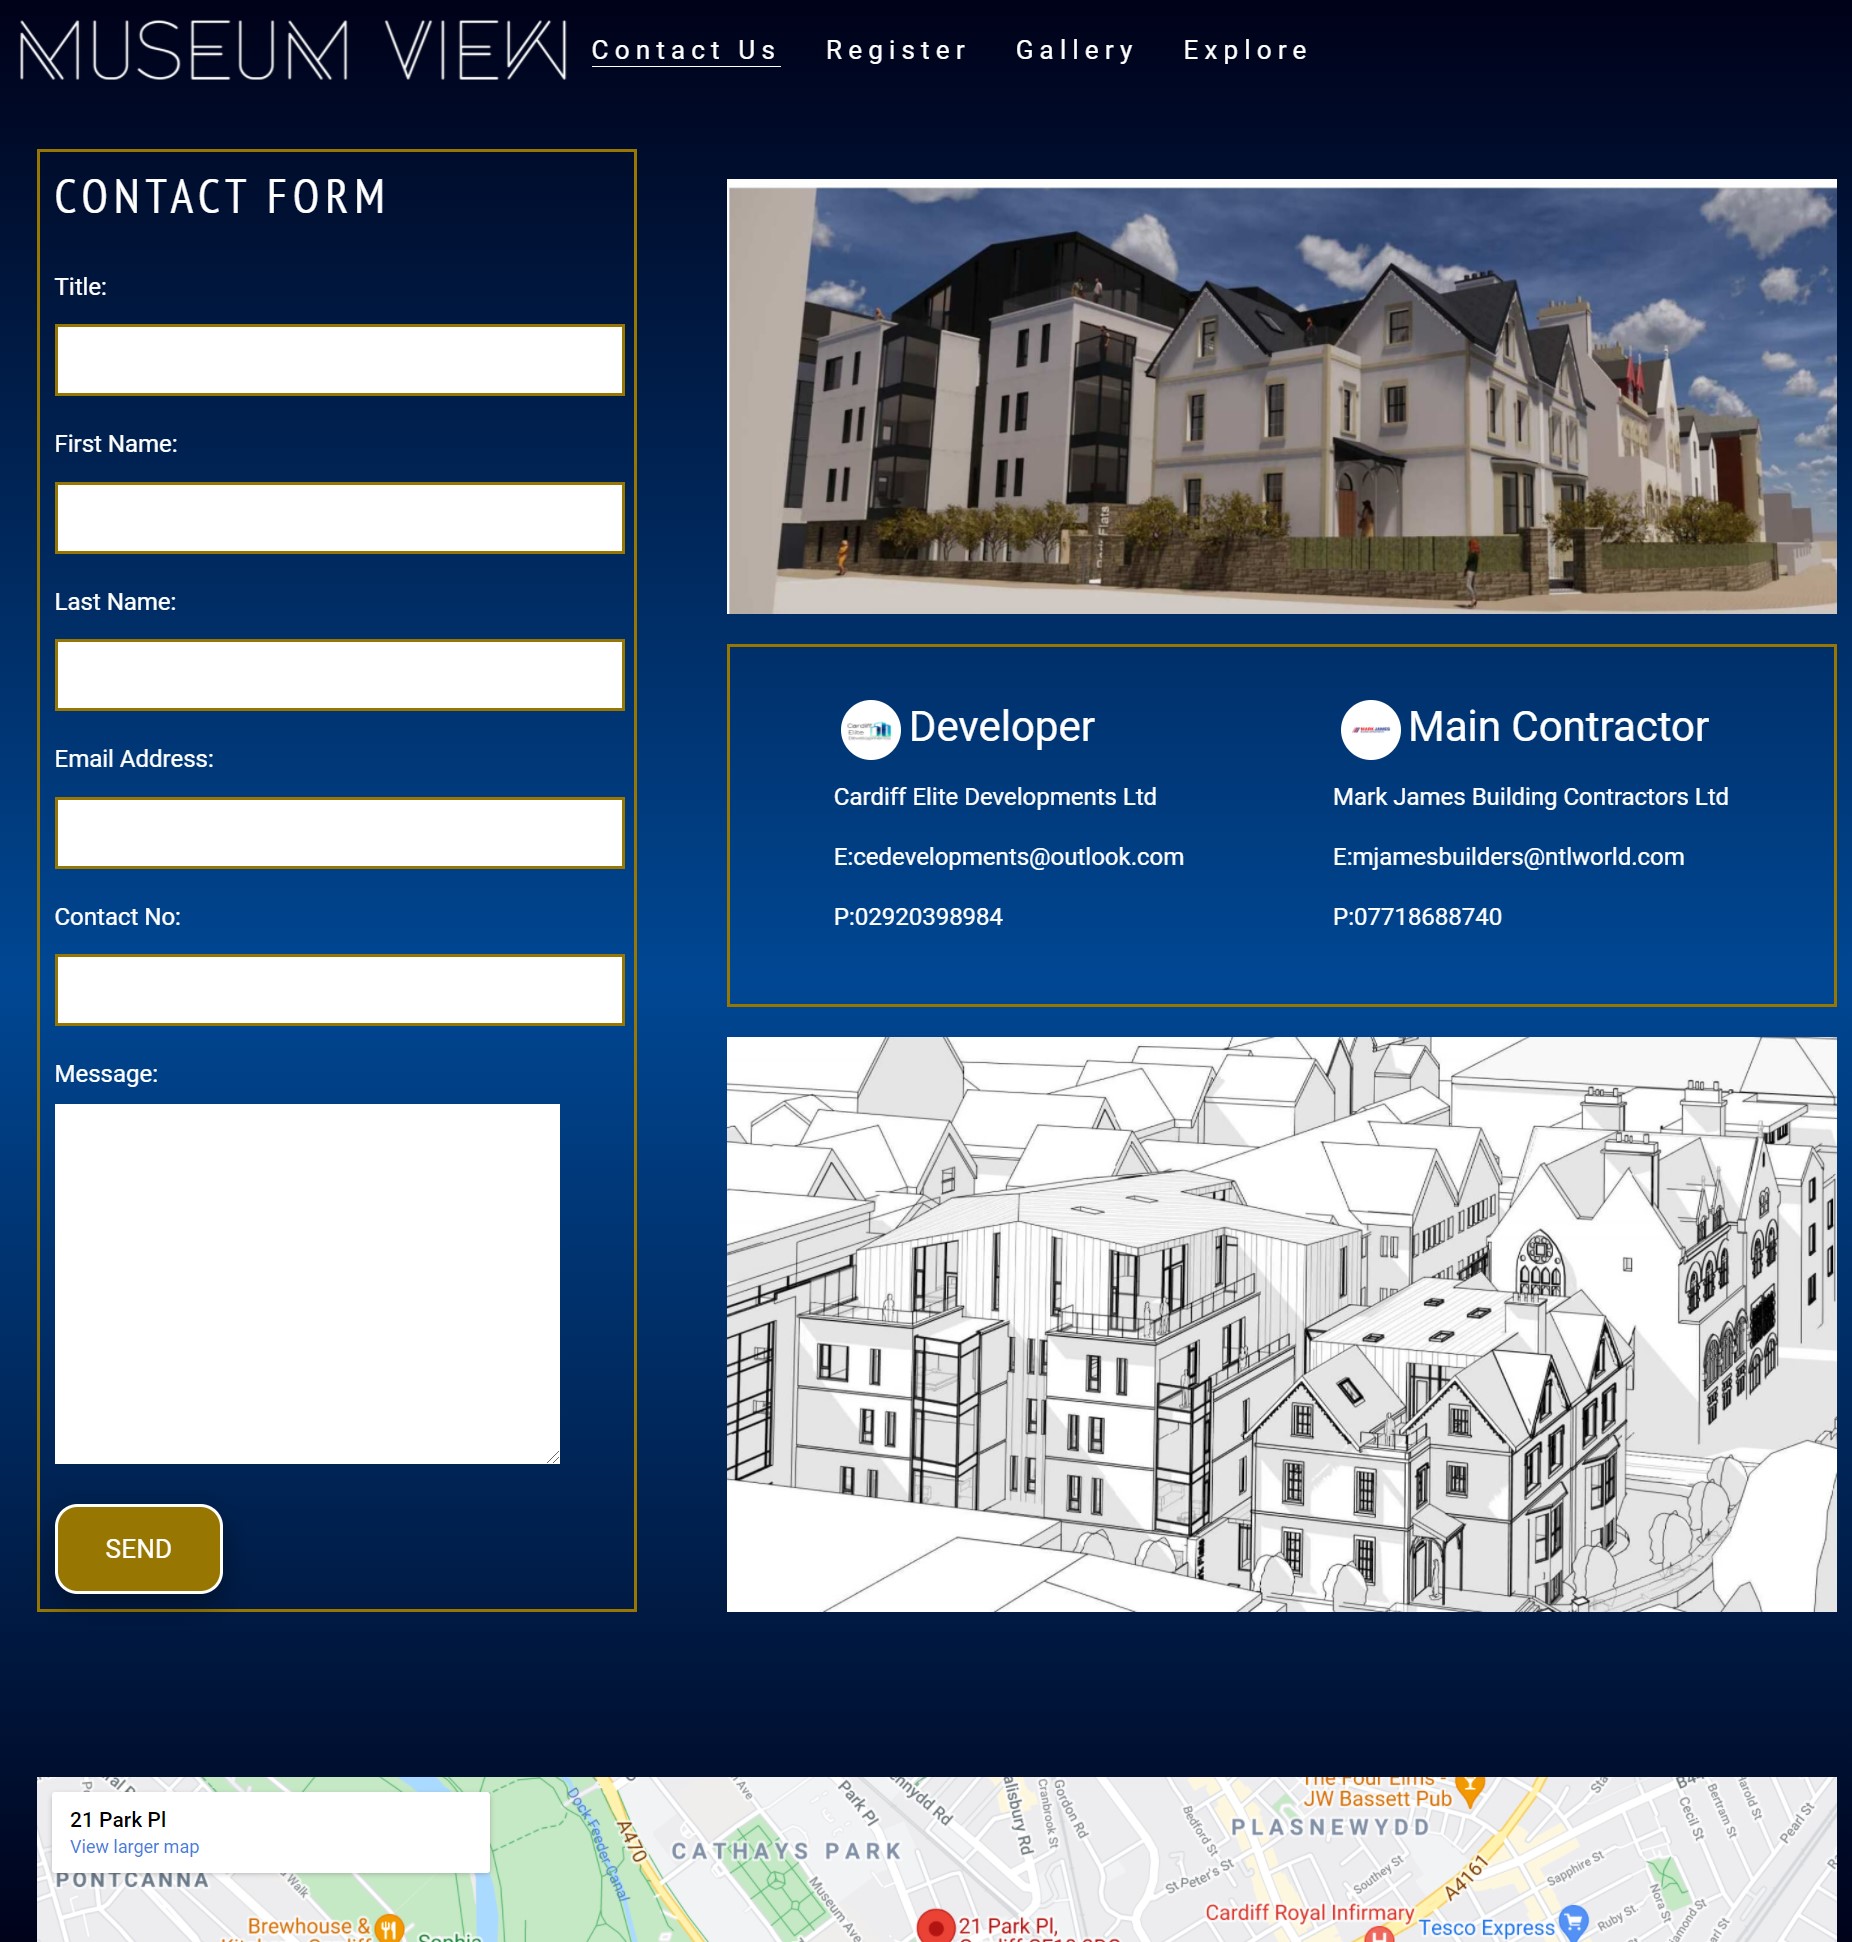 MUSEUM VIEW
Contact Us
Register
Gallery
Explore
CONTACT FORM
Title:
First Name:
Last Name:
Email Address:
Contact No:
Message:
SEND
Developer
Cardiff Elite Developments Ltd
E:cedevelopments@outlook.com
P:02920398984
Main Contractor
Mark James Building Contractors Ltd
E:mjamesbuilders@ntlworld.com
P:07718688740
21 Park Pl
View larger map
PONTCANNA
Walk
Brewhouse &
Sophia
Dock Feeder Canal
A470
CATHAYS PARK
Park Pl
Museum Ave
21 Park Pl,
Salisbury Rd
Cranbrook St
Gordon Rd
The Four Elms -
JW Bassett Pub
PLASNEWYDD
Bedford St
St Peter's St
Southey St
A4161
Sapphire St
Cecil St
Bertram St
Harold St
Pearl St
Nora St
Ruby St
Cardiff Royal Infirmary
Tesco Express